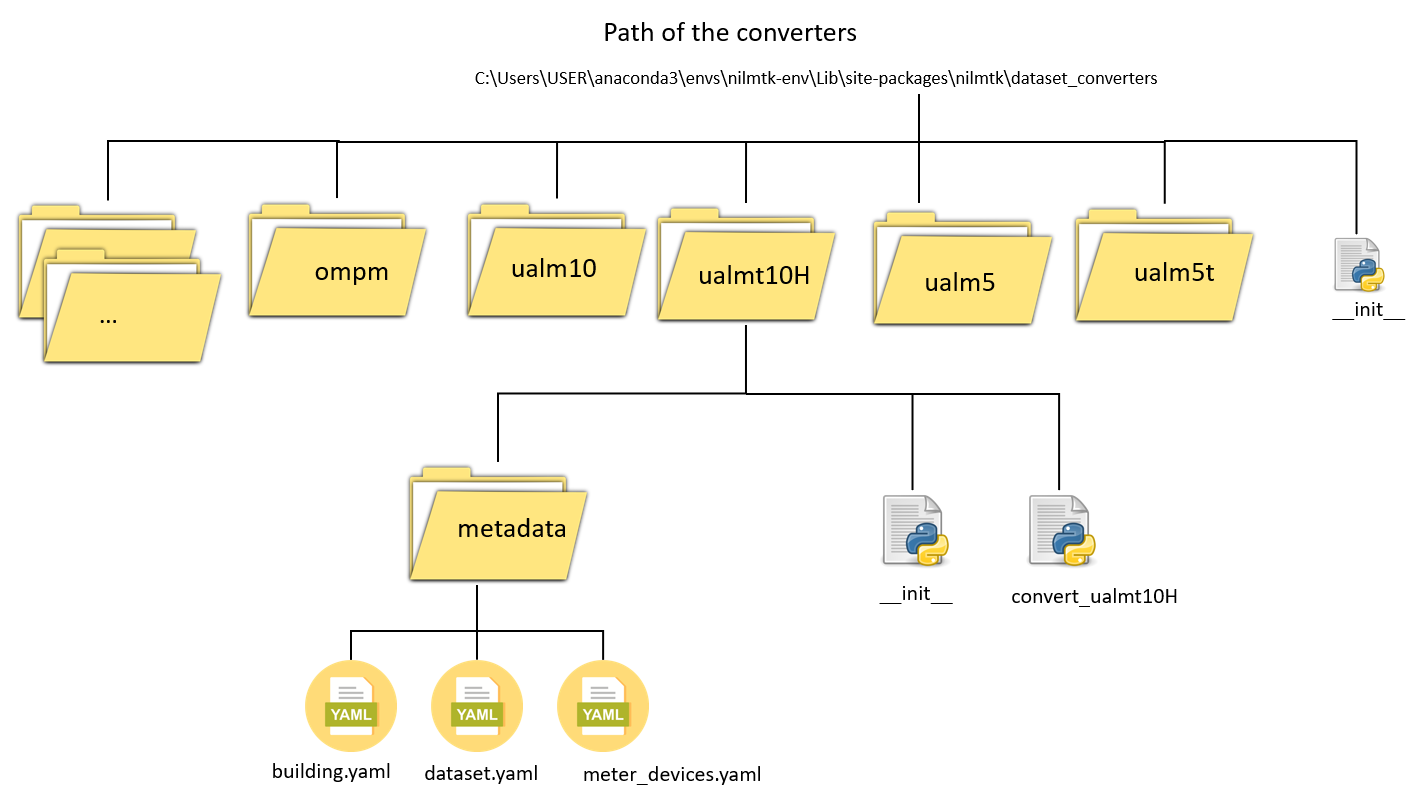 Path of the converters
C:\Users\USER\anaconda3\envs\nilmtk-env\Lib\site-packages\nilmtk\dataset_converters
...
ompm
ualm10
ualmt10H
ualm5
ualm5t
__init__
metadata
__init__
convert_ualmt10H
YAML
YAML
YAML
building.yaml
dataset.yaml
meter_devices.yaml